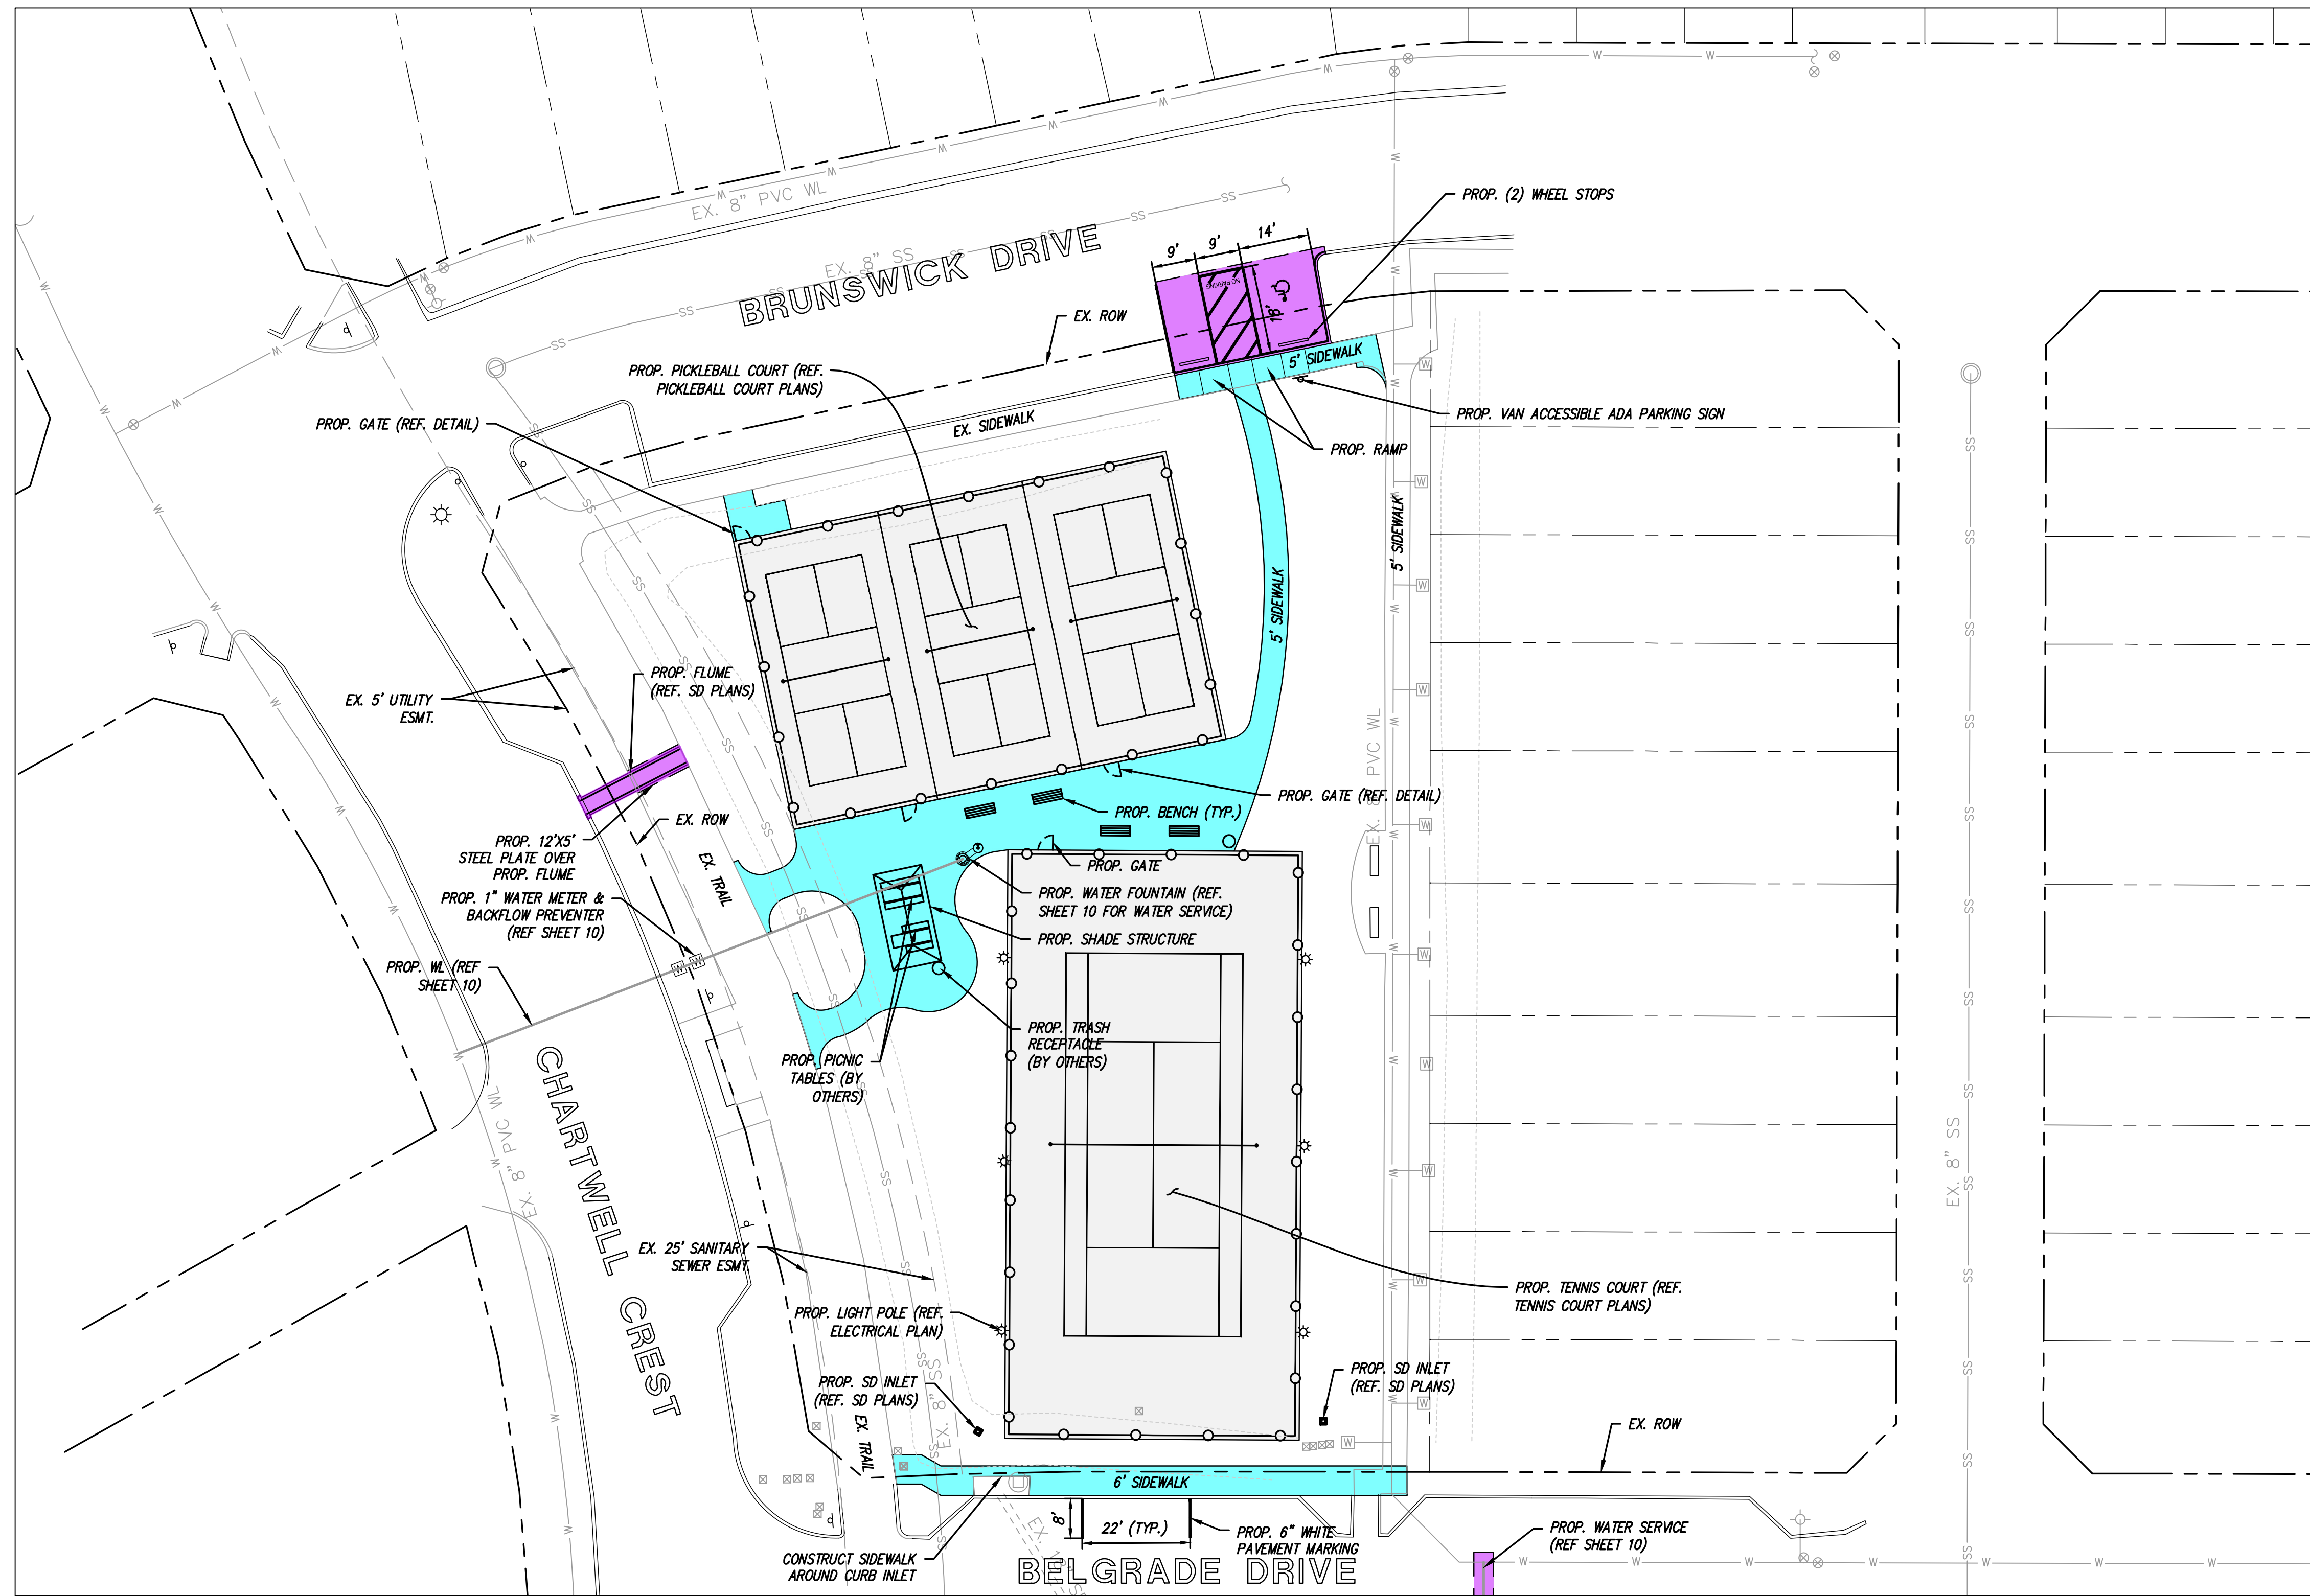 EX. 8" PVC WL
EX. 8" SS
BRUNSWICK DRIVE
9'
9'
14'
NO PARKING
18'
PROP. (2) WHEEL STOPS
EX. ROW
5' SIDEWALK
PROP. PICKLEBALL COURT (REF.
PICKLEBALL COURT PLANS)
PROP. GATE (REF. DETAIL)
EX. SIDEWALK
PROP. VAN ACCESSIBLE ADA PARKING SIGN
PROP. RAMP
5' SIDEWALK
5' SIDEWALK
PROP. FLUME
(REF. SD PLANS)
EX. 5' UTILITY
ESMT.
EX. 8" PVC WL
PROP. GATE (REF. DETAIL)
PROP. BENCH (TYP.)
EX. ROW
PROP. 12'X5'
STEEL PLATE OVER
PROP. FLUME
EX. TRAIL
PROP. GATE
PROP. 1" WATER METER &
BACKFLOW PREVENTER
(REF SHEET 10)
PROP. WATER FOUNTAIN (REF.
SHEET 10 FOR WATER SERVICE)
PROP. SHADE STRUCTURE
PROP. WL (REF
SHEET 10)
PROP. TRASH
RECEPTACLE
(BY OTHERS)
PROP. PICNIC
TABLES (BY
OTHERS)
EX. 8" PVC WL
CHARTWELL CREST
EX. 8" SS
EX. 25' SANITARY
SEWER ESMT.
PROP. TENNIS COURT (REF.
TENNIS COURT PLANS)
PROP. LIGHT POLE (REF.
ELECTRICAL PLAN)
PROP. SD INLET
(REF. SD PLANS)
PROP. SD INLET
(REF. SD PLANS)
EX. 8" SS
EX. TRAIL
EX. ROW
6' SIDEWALK
8'
22' (TYP.)
PROP. 6" WHITE
PAVEMENT MARKING
PROP. WATER SERVICE
(REF SHEET 10)
CONSTRUCT SIDEWALK
AROUND CURB INLET
BELGRADE DRIVE